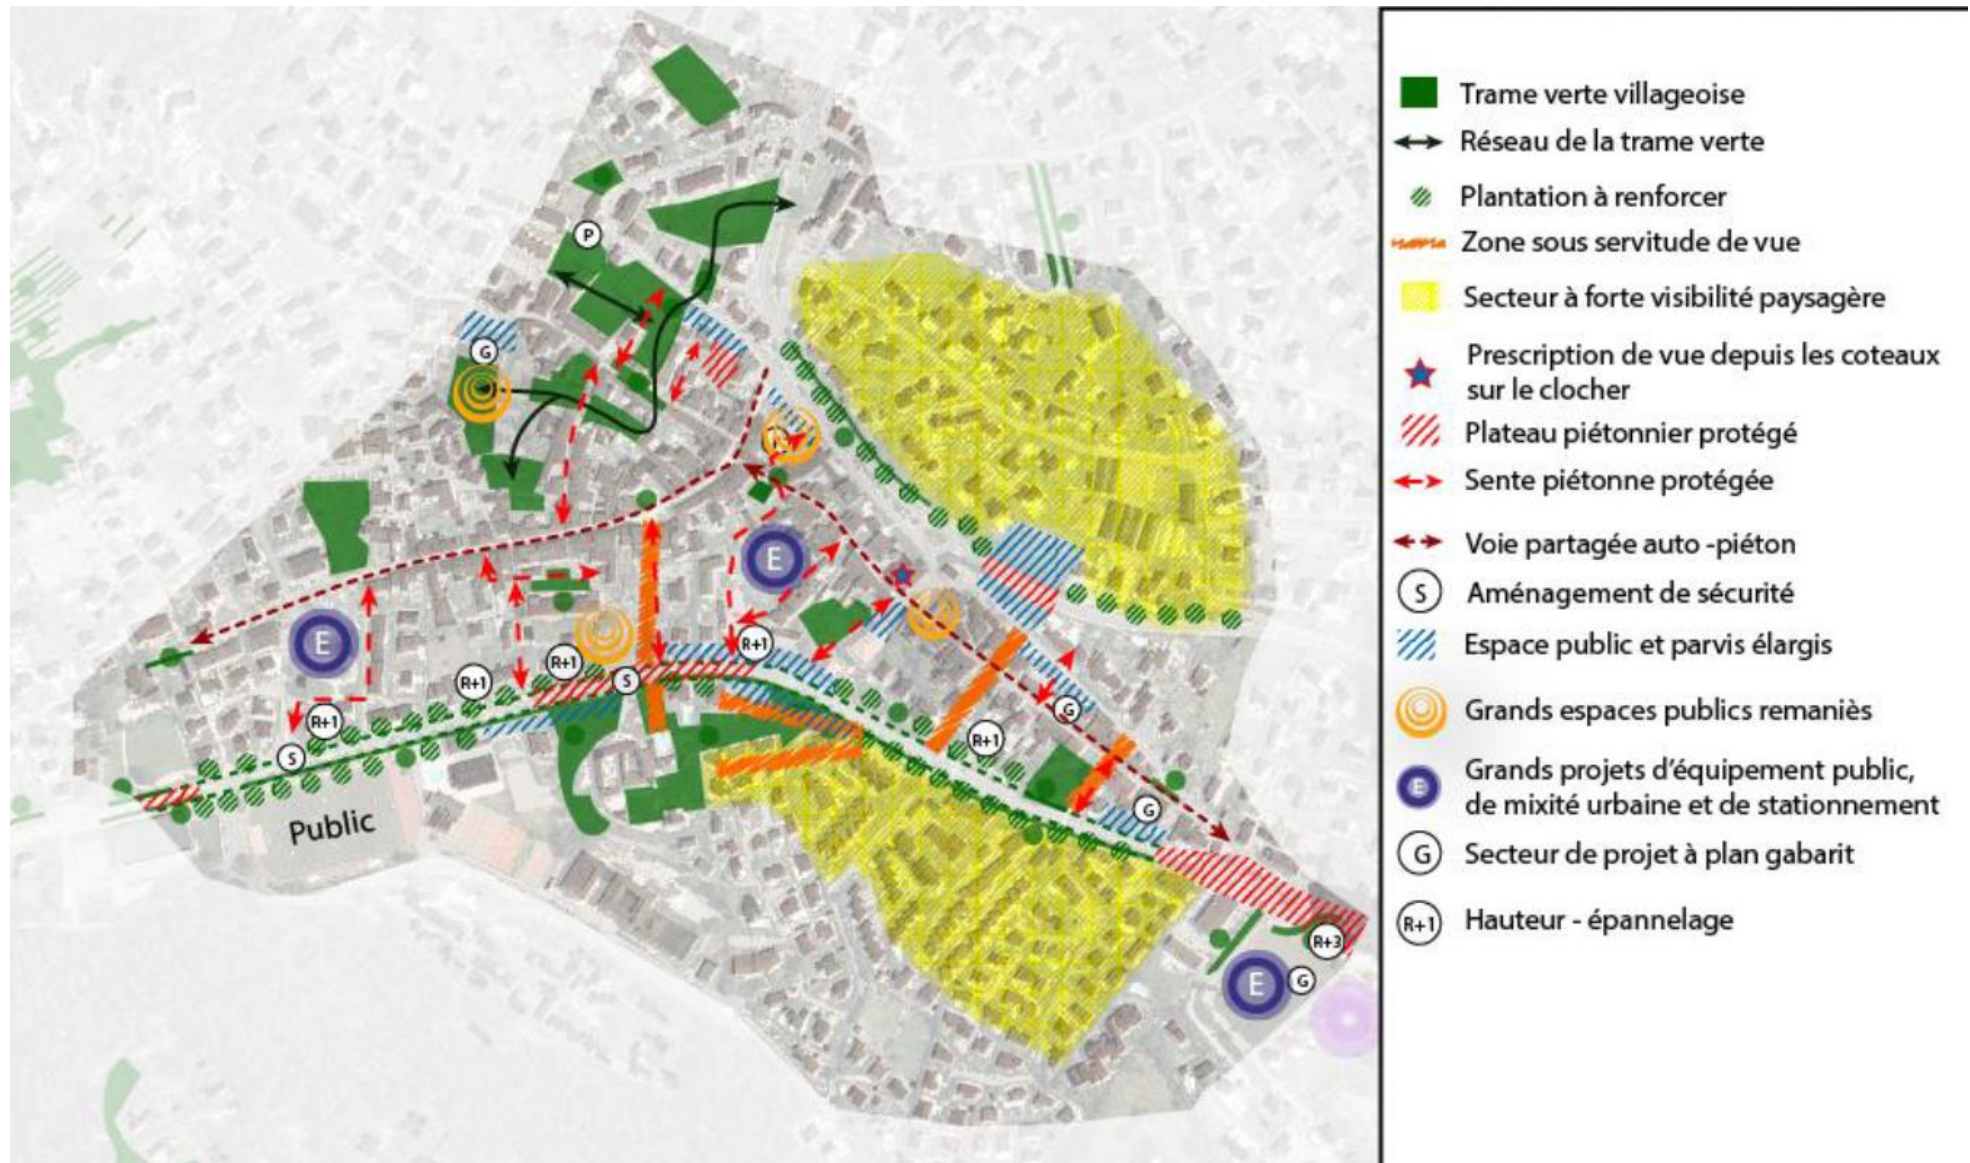 P
G
E
E
R+1
R+1
S
R+1
R+1
R+1
S
G
R+1
G
Public
R+3
E
G
Trame verte villageoise
Réseau de la trame verte
Plantation à renforcer
Zone sous servitude de vue
Secteur à forte visibilité paysagère
Prescription de vue depuis les coteaux
sur le clocher
Plateau piétonnier protégé
Sente piétonne protégée
Voie partagée auto -piéton
S Aménagement de sécurité
Espace public et parvis élargis
Grands espaces publics remaniès
E Grands projets d'équipement public,
de mixité urbaine et de stationnement
G Secteur de projet à plan gabarit
R+1 Hauteur - épannelage